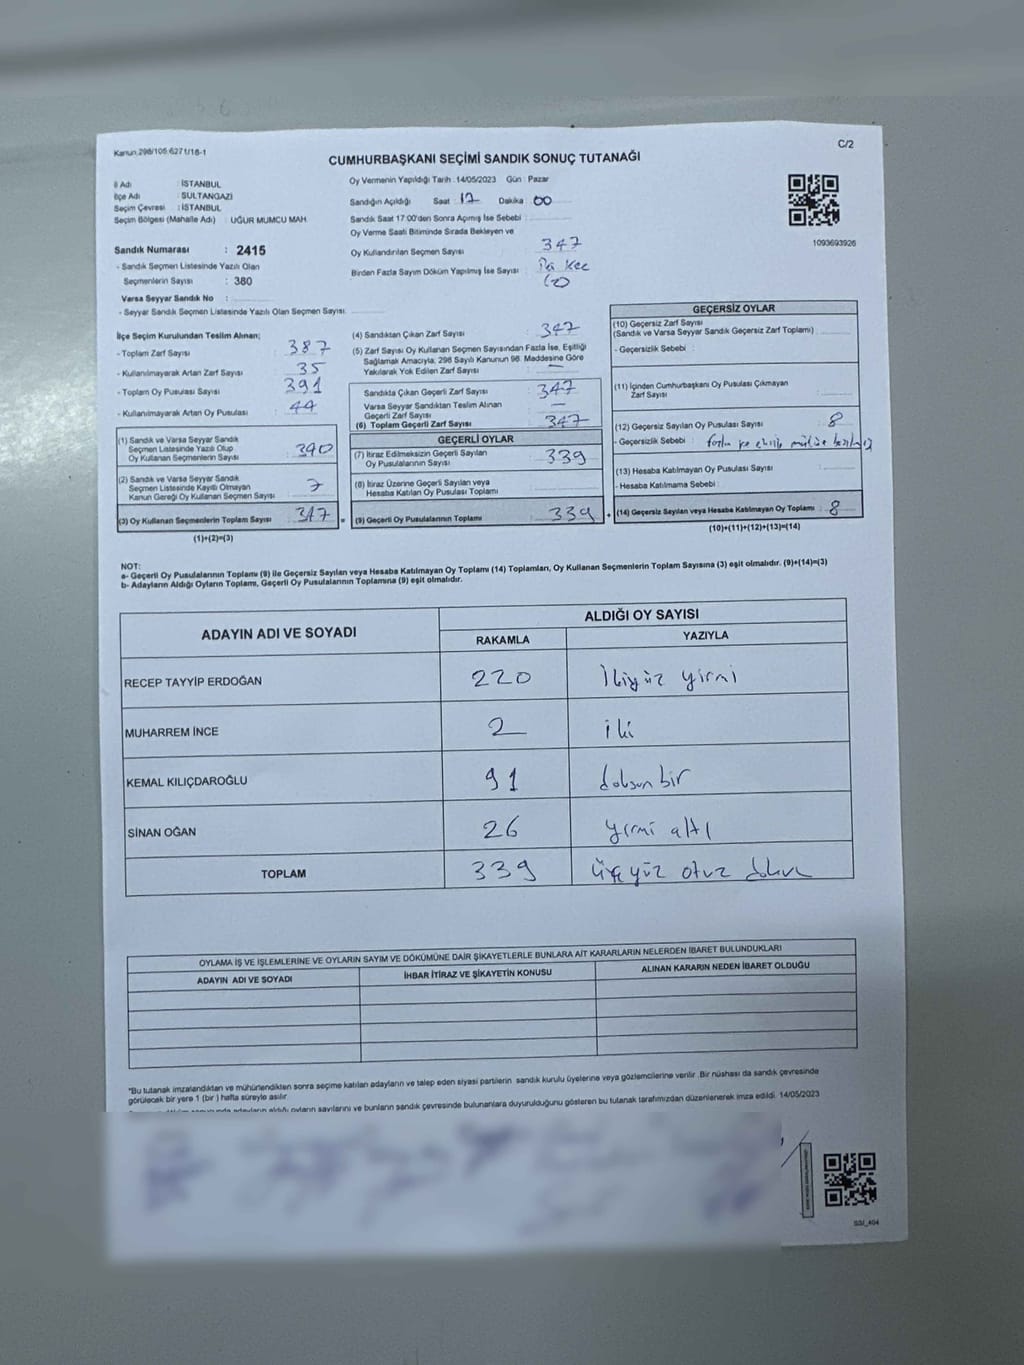 Kanun 298/105.6271/16-1
C/2
CUMHURBAŞKANI SEÇİMİ SANDIK SONUÇ TUTANAĞI
İl Adı : İSTANBUL
İlçe Adı : SULTANGAZİ
Seçim Çevresi : İSTANBUL
Seçim Bölgesi (Mahalle Adı) : UĞUR MUMCU MAH.
Sandık Numarası : 2415
- Sandık Seçmen Listesinde Yazılı Olan
Seçmenlerin Sayısı : 380
Varsa Seyyar Sandık No :
- Seyyar Sandık Seçmen Listesinde Yazılı Olan Seçmen Sayısı:
Oy Vermenin Yapıldığı Tarih : 14/05/2023 Gün : Pazar
Sandığın Açıldığı Saat : 17 Dakika : 00
Sandık Saat 17:00'den Sonra Açımış İse Sebebi :
Oy Verme Saati Bitiminde Sırada Bekleyen ve
Oy Kullandırılan Seçmen Sayısı : 347
Birden Fazla Sayım Döküm Yapılmış İse Sayısı :
1093693926
İlçe Seçim Kurulundan Teslim Alınan;
- Toplam Zarf Sayısı : 387
- Kullanılmayarak Artan Zarf Sayısı : 35
- Toplam Oy Pusulası Sayısı : 391
- Kullanılmayarak Artan Oy Pusulası : 44
(1) Sandık ve Varsa Seyyar Sandık
Seçmen Listesinde Yazılı Olup
Oy Kullanan Seçmenlerin Sayısı : 340
(2) Sandık ve Varsa Seyyar Sandık
Seçmen Listesinde Kayıtlı Olmayan
Kanun Gereği Oy Kullanan Seçmen Sayısı : 7
(3) Oy Kullanan Seçmenlerin Toplam Sayısı : 347 =
(1)+(2)=(3)
(4) Sandıktan Çıkan Zarf Sayısı : 347
(5) Zarf Sayısı Oy Kullanan Seçmen Sayısından Fazla İse, Eşitliği
Sağlamak Amacıyla; 298 Sayılı Kanunun 98. Maddesine Göre
Yakılarak Yok Edilen Zarf Sayısı : —
Sandıkta Çıkan Geçerli Zarf Sayısı : 347
Varsa Seyyar Sandıktan Teslim Alınan
Geçerli Zarf Sayısı : —
(6) Toplam Geçerli Zarf Sayısı : 347
GEÇERLİ OYLAR
(7) İtiraz Edilmeksizin Geçerli Sayılan
Oy Pusulalarının Sayısı : 339
(8) İtiraz Üzerine Geçerli Sayılan veya
Hesaba Katılan Oy Pusulası Toplamı :
(9) Geçerli Oy Pusulalarının Toplamı : 339 +
GEÇERSİZ OYLAR
(10) Geçersiz Zarf Sayısı
(Sandık ve Varsa Seyyar Sandık Geçersiz Zarf Toplamı) :
- Geçersizlik Sebebi :
(11) İçinden Cumhurbaşkanı Oy Pusulası Çıkmayan
Zarf Sayısı :
(12) Geçersiz Sayılan Oy Pusulası Sayısı : 8
- Geçersizlik Sebebi :
(13) Hesaba Katılmayan Oy Pusulası Sayısı :
- Hesaba Katılmama Sebebi :
(14) Geçersiz Sayılan veya Hesaba Katılmayan Oy Toplamı : 8
(10)+(11)+(12)+(13)=(14)
NOT:
a- Geçerli Oy Pusulalarının Toplamı (9) ile Geçersiz Sayılan veya Hesaba Katılmayan Oy Toplamı (14) Toplamları, Oy Kullanan Seçmenlerin Toplam Sayısına (3) eşit olmalıdır. (9)+(14)=(3)
b- Adayların Aldığı Oyların Toplamı, Geçerli Oy Pusulalarının Toplamına (9) eşit olmalıdır.
ADAYIN ADI VE SOYADI
ALDIĞI OY SAYISI
RAKAMLA YAZIYLA
RECEP TAYYİP ERDOĞAN 220 İkiyüz yirmi
MUHARREM İNCE 2 iki
KEMAL KILIÇDAROĞLU 91 doksan bir
SİNAN OĞAN 26 yirmi altı
TOPLAM 339 üçyüz otuz dokuz
OYLAMA İŞ VE İŞLEMLERİNE VE OYLARIN SAYIM VE DÖKÜMÜNE DAİR ŞİKAYETLERLE BUNLARA AİT KARARLARIN NELERDEN İBARET BULUNDUKLARI
ADAYIN ADI VE SOYADI İHBAR İTİRAZ VE ŞİKAYETİN KONUSU ALINAN KARARIN NEDEN İBARET OLDUĞU
*Bu tutanak imzalandıktan ve mühürlendikten sonra seçime katılan adayların ve talep eden siyasi partilerin sandık kurulu üyelerine veya gözlemcilerine verilir. Bir nüshası da sandık çevresinde
görülecek bir yere 1 (bir) hafta süreyle asılır.
adayların aldığı oyların sayılarını ve bunların sandık çevresinde bulunanlara duyurulduğunu gösteren bu tutanak tarafımızdan düzenlenerek imza edildi. 14/05/2023